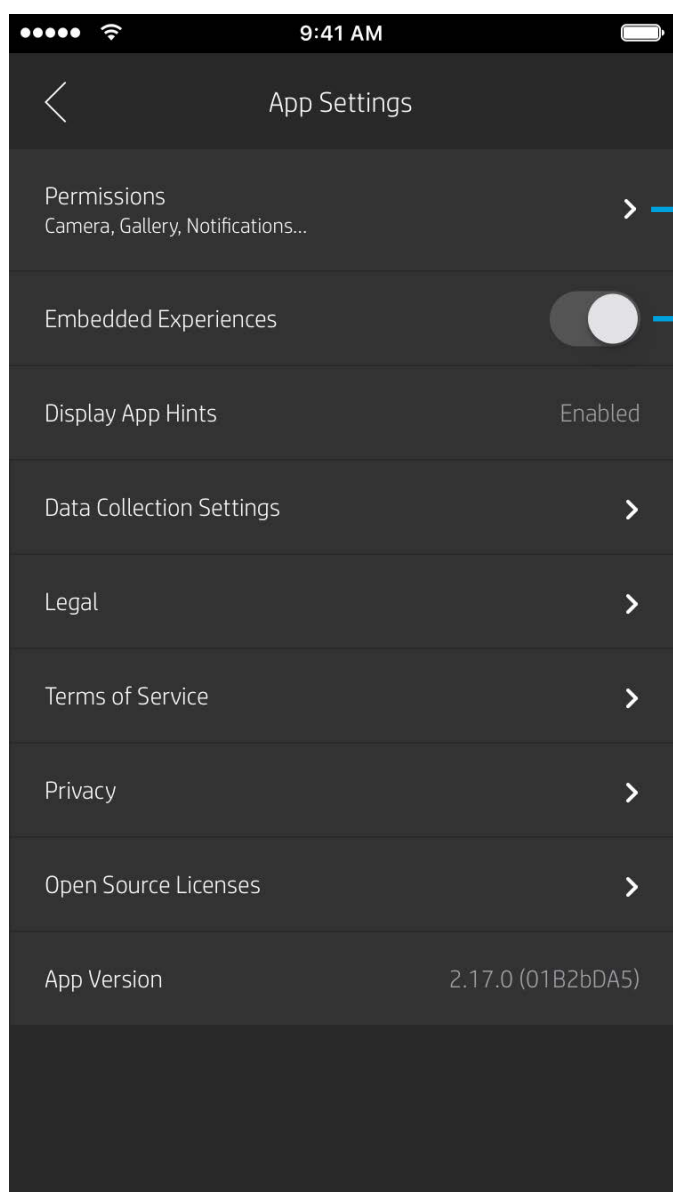 9:41 AM
App Settings
Permissions
Camera, Gallery, Notifications...
Embedded Experiences
Display App Hints Enabled
Data Collection Settings
Legal
Terms of Service
Privacy
Open Source Licenses
App Version 2.17.0 (01B2bDA5)